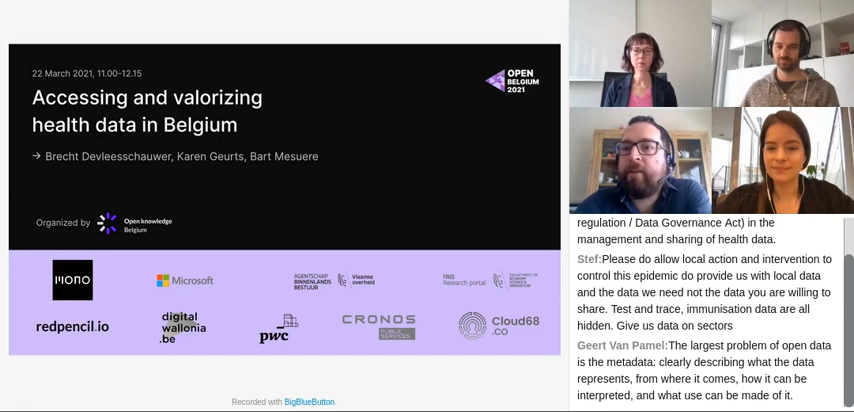 22 March 2021, 11.00-12.15
OPEN
BELGIUM
2021
Accessing and valorizing
health data in Belgium
→ Brecht Devleesschauwer, Karen Geurts, Bart Mesuere
Organized by
Open knowledge
Belgium
MONO
Microsoft
AGENTSCHAP
BINNENLANDS
BESTUUR
Vlaamse
overheid
FRIS
Research portal
DEPARTMENT OF
ECONOMY
SCIENCE &
INNOVATION
redpencil.io
digital
wallonia
.be
pwc
CRONOS
PUBLIC
SERVICES
Cloud68
.CO
Recorded with BigBlueButton.
regulation / Data Governance Act) in the
management and sharing of health data.
Stef:Please do allow local action and intervention to
control this epidemic do provide us with local data
and the data we need not the data you are willing to
share. Test and trace, immunisation data are all
hidden. Give us data on sectors
Geert Van Pamel:The largest problem of open data
is the metadata: clearly describing what the data
represents, from where it comes, how it can be
interpreted, and what use can be made of it.